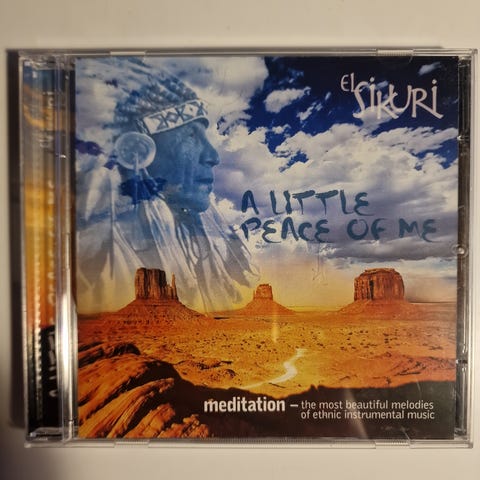 El Sikuri
A LITTLE
PEACE OF ME
meditation – the most beautiful melodies
of ethnic instrumental music